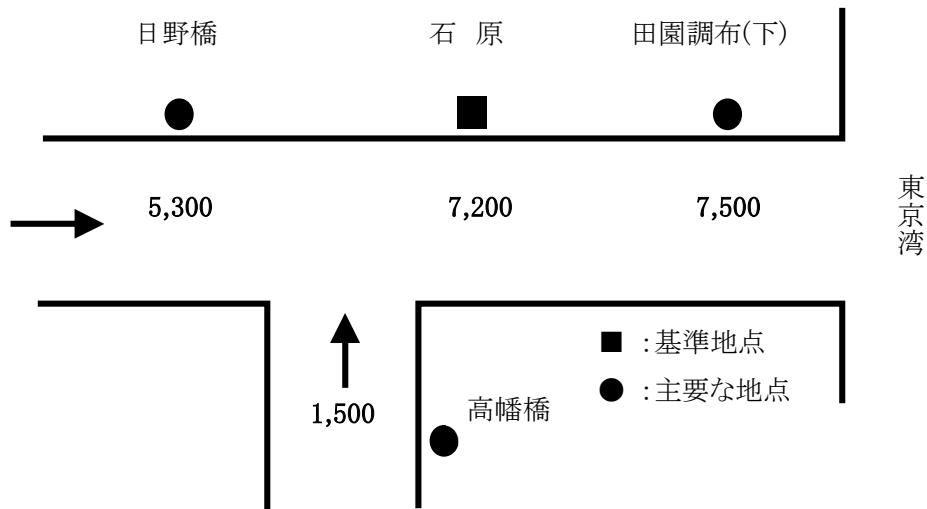 日野橋
石 原
田園調布(下)
5,300
7,200
7,500
東京湾
■ :基準地点
● :主要な地点
1,500
高幡橋